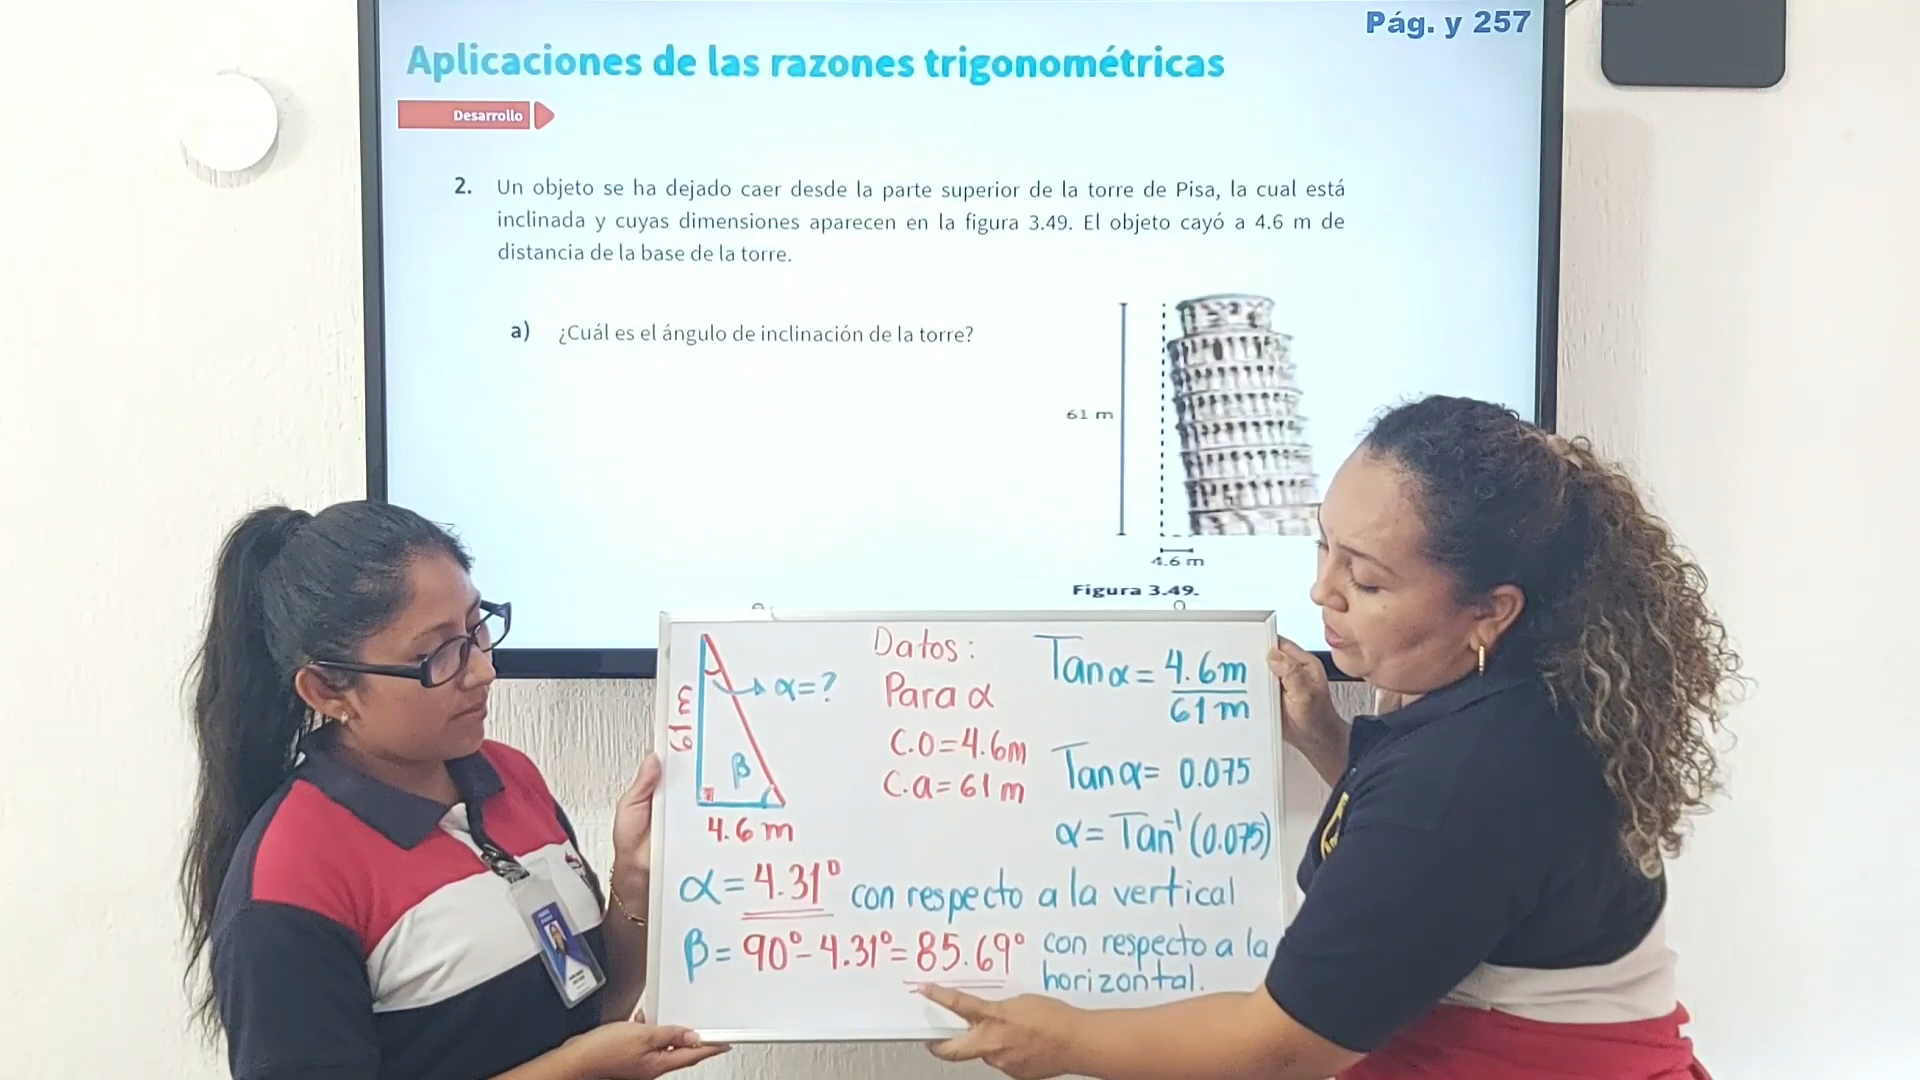 Pág. y 257
Aplicaciones de las razones trigonométricas
Desarrollo
2. Un objeto se ha dejado caer desde la parte superior de la torre de Pisa, la cual está
inclinada y cuyas dimensiones aparecen en la figura 3.49. El objeto cayó a 4.6 m de
distancia de la base de la torre.
a) ¿Cuál es el ángulo de inclinación de la torre?
61 m
4.6 m
Figura 3.49.
61 m
α=?
β
4.6 m
Datos:
Para α
C.O=4.6m
C.a=61m
Tanα = 4.6m
61m
Tanα= 0.075
α= Tan⁻¹(0.075)
α=4.31° con respecto a la vertical
β= 90°-4.31°=85.69° con respecto a la
horizontal.